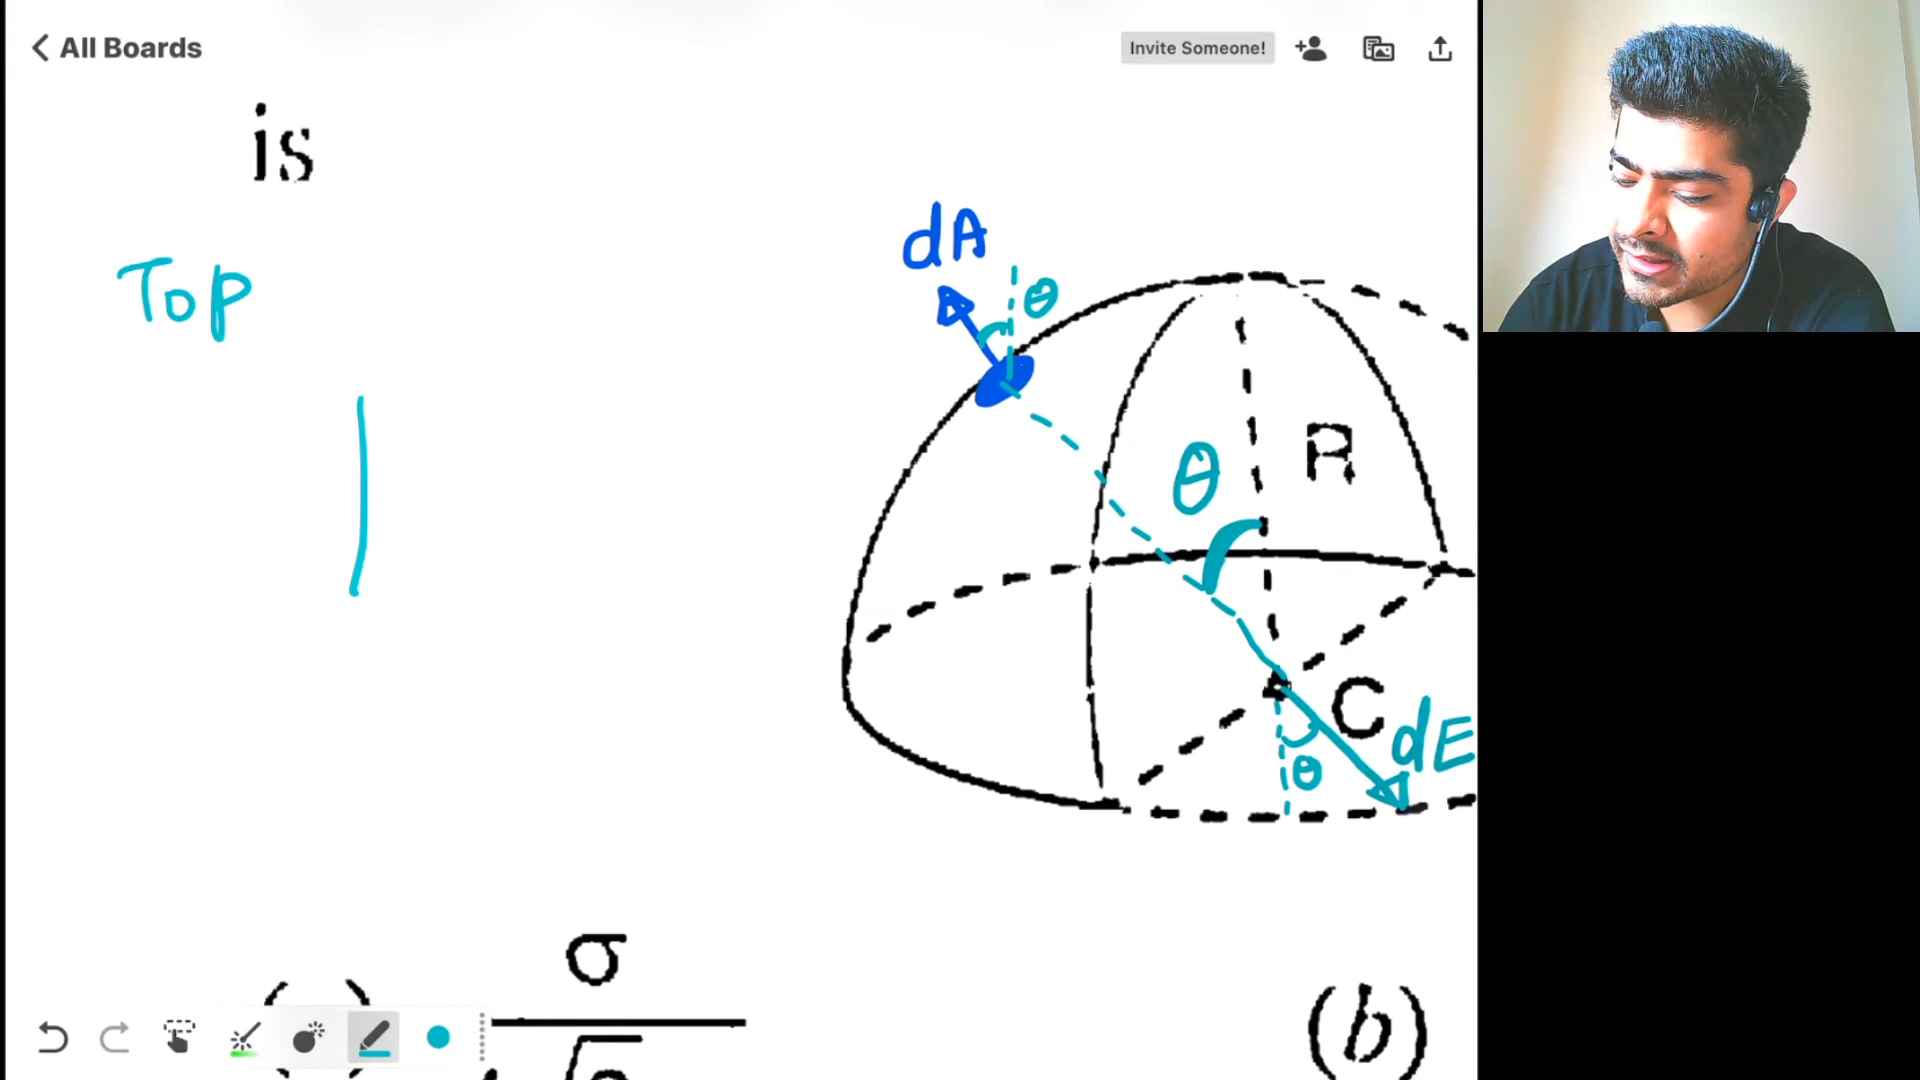 All Boards
Invite Someone!
is
Top
dA
θ
θ
R
C
dE
θ
σ
( )
(b)